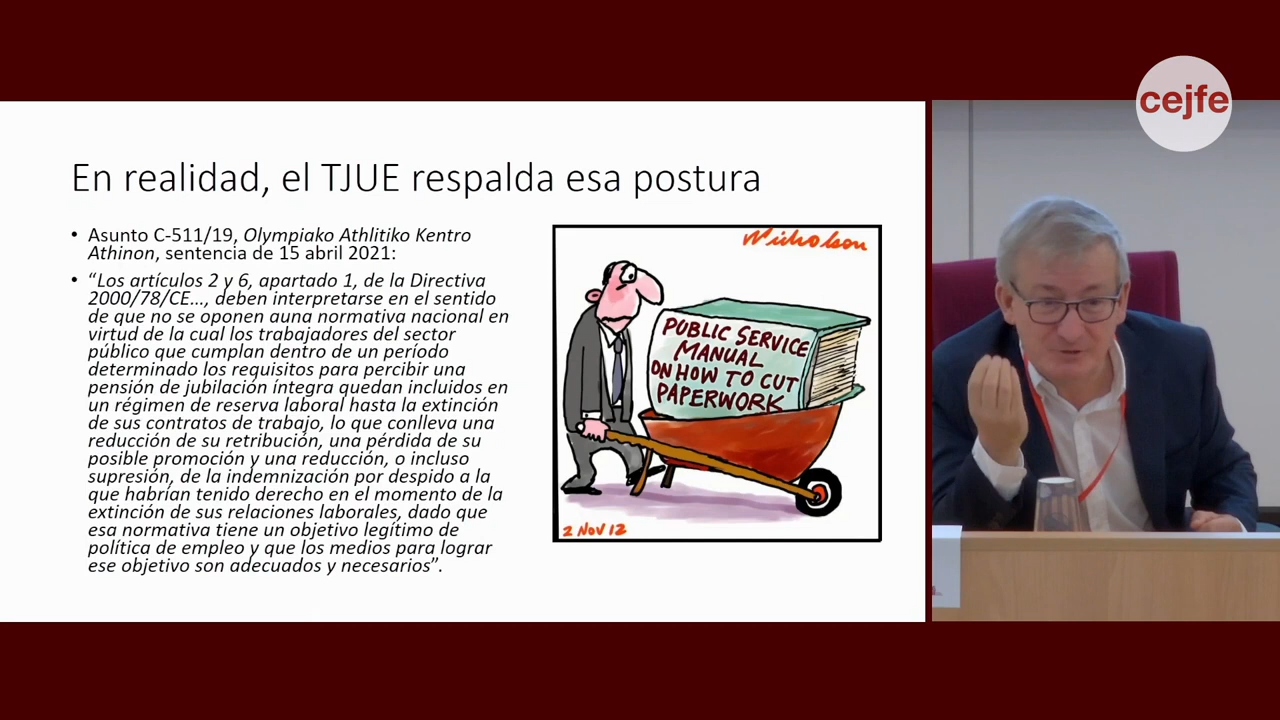 cejfe
En realidad, el TJUE respalda esa postura
• Asunto C-511/19, Olympiako Athlitiko Kentro
Athinon, sentencia de 15 abril 2021:
• “Los artículos 2 y 6, apartado 1, de la Directiva
2000/78/CE…, deben interpretarse en el sentido
de que no se oponen auna normativa nacional en
virtud de la cual los trabajadores del sector
público que cumplan dentro de un período
determinado los requisitos para percibir una
pensión de jubilación íntegra quedan incluidos en
un régimen de reserva laboral hasta la extinción
de sus contratos de trabajo, lo que conlleva una
reducción de su retribución, una pérdida de su
posible promoción y una reducción, o incluso
supresión, de la indemnización por despido a la
que habrían tenido derecho en el momento de la
extinción de sus relaciones laborales, dado que
esa normativa tiene un objetivo legítimo de
política de empleo y que los medios para lograr
ese objetivo son adecuados y necesarios”.
Nicholson
PUBLIC SERVICE
MANUAL
ON HOW TO CUT
PAPERWORK
2 NOV 12